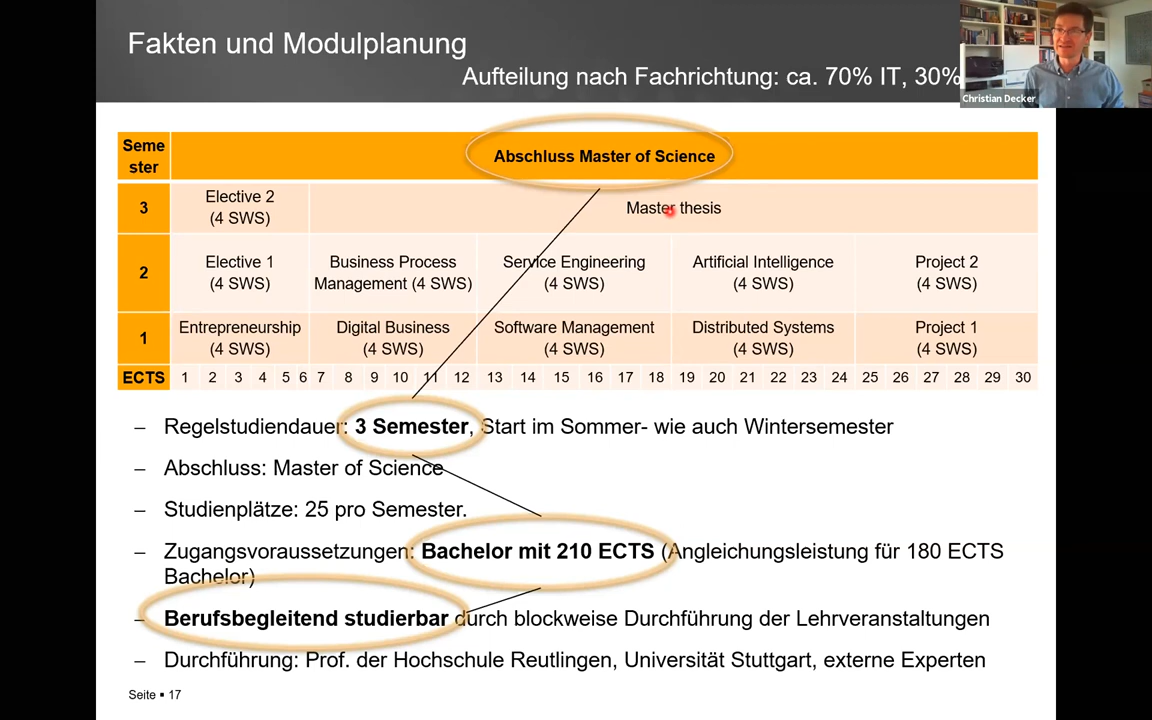 Fakten und Modulplanung
Aufteilung nach Fachrichtung: ca. 70% IT, 30%
Christian Decker
Seme
ster
Abschluss Master of Science
3
Elective 2
(4 SWS)
Master thesis
2
Elective 1
(4 SWS)
Business Process
Management (4 SWS)
Service Engineering
(4 SWS)
Artificial Intelligence
(4 SWS)
Project 2
(4 SWS)
1
Entrepreneurship
(4 SWS)
Digital Business
(4 SWS)
Software Management
(4 SWS)
Distributed Systems
(4 SWS)
Project 1
(4 SWS)
ECTS 1 2 3 4 5 6 7 8 9 10 11 12 13 14 15 16 17 18 19 20 21 22 23 24 25 26 27 28 29 30
– Regelstudiendauer: 3 Semester, Start im Sommer- wie auch Wintersemester
– Abschluss: Master of Science
– Studienplätze: 25 pro Semester.
– Zugangsvoraussetzungen: Bachelor mit 210 ECTS (Angleichungsleistung für 180 ECTS
Bachelor)
– Berufsbegleitend studierbar durch blockweise Durchführung der Lehrveranstaltungen
– Durchführung: Prof. der Hochschule Reutlingen, Universität Stuttgart, externe Experten
Seite ▪ 17